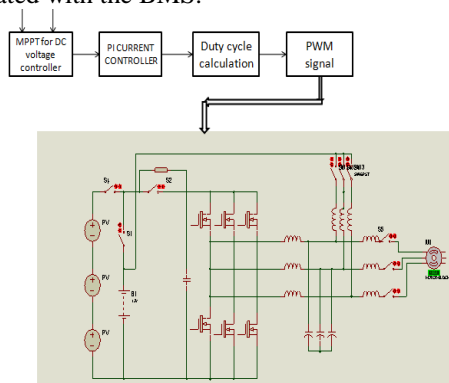 ated with the BMS.
MPPT for DC
voltage
controller
PI CURRENT
CONTROLLER
Duty cycle
calculation
PWM
signal
S4
S2
S1
S3
PV
PV
B1
PV